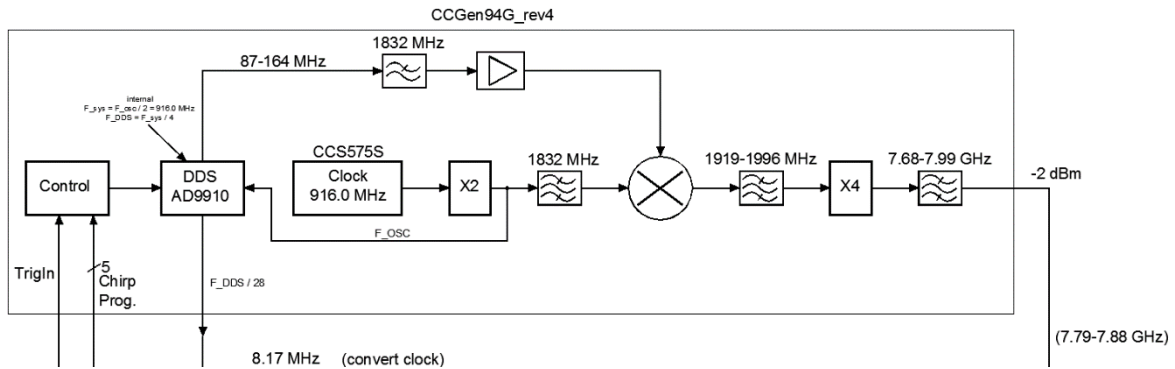 CCGen94G_rev4
1832 MHz
87-164 MHz
internal
F_sys = F_osc / 2 = 916.0 MHz
F_DDS = F_sys / 4
CCS575S
1832 MHz
1919-1996 MHz
7.68-7.99 GHz
-2 dBm
Control
DDS
AD9910
Clock
916.0 MHz
X2
X4
F_OSC
TrigIn
5
Chirp
Prog.
F_DDS / 28
8.17 MHz (convert clock)
(7.79-7.88 GHz)